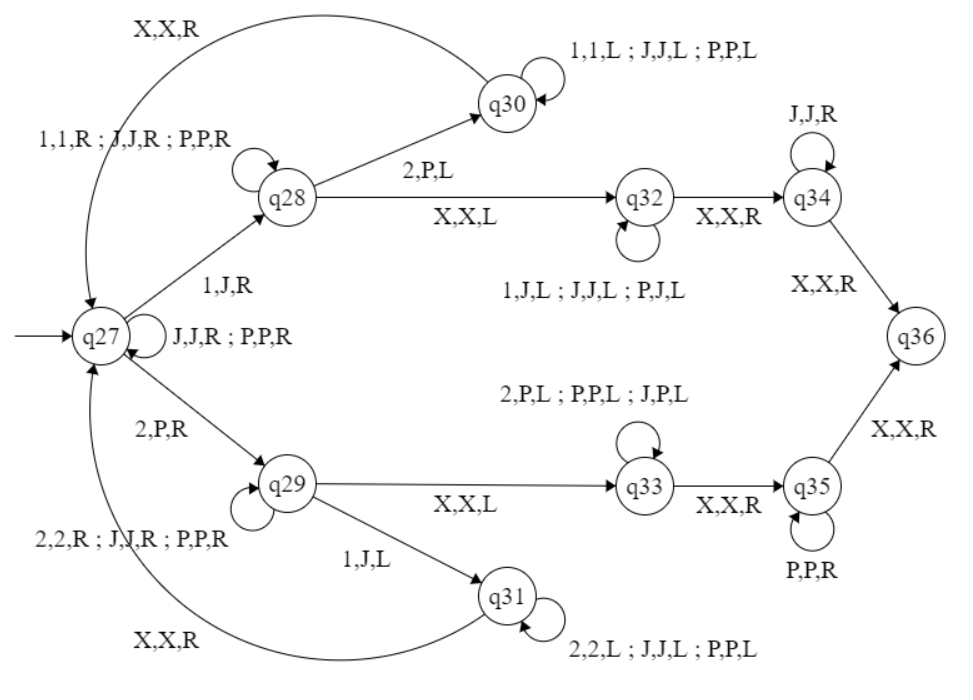 X,X,R
1,1,L ; J,J,L ; P,P,L
q30
J,J,R
1,1,R ; J,J,R ; P,P,R
2,P,L
q28
q32
q34
X,X,L
X,X,R
1,J,R
1,J,L ; J,J,L ; P,J,L
X,X,R
q27
J,J,R ; P,P,R
q36
2,P,L ; P,P,L ; J,P,L
2,P,R
X,X,R
q29
q33
q35
X,X,L
X,X,R
2,2,R ; J,J,R ; P,P,R
1,J,L
P,P,R
q31
X,X,R
2,2,L ; J,J,L ; P,P,L